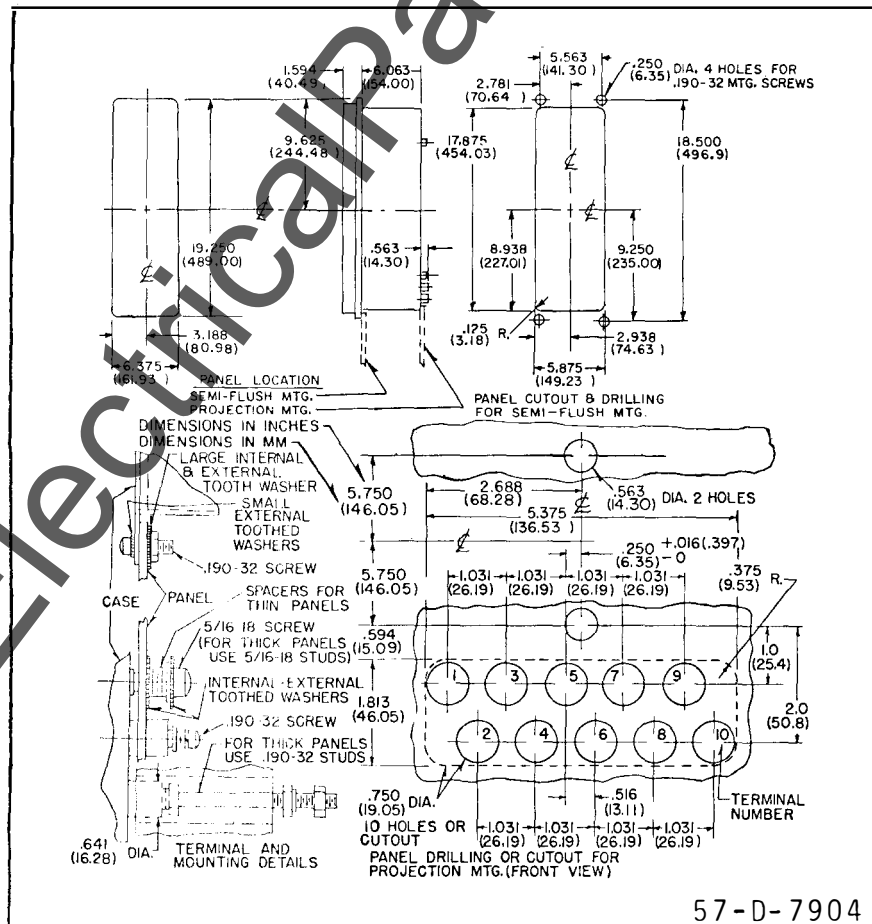 ElectricalPa
1.594
(40.49)
6.063
(154.00)
9.625
(244.48)
19.250
(489.00)
3.188
(80.98)
6.375
(161.93)
.563
(14.30)
17.875
(454.03)
5.563
(141.30)
2.781
(70.64)
.250
(6.35)
DIA. 4 HOLES FOR
.190-32 MTG. SCREWS
18.500
(496.9)
8.938
(227.01)
9.250
(235.00)
.125
(3.18)
R.
2.938
(74.63)
5.875
(149.23)
PANEL LOCATION
SEMI-FLUSH MTG.
PROJECTION MTG.
PANEL CUTOUT & DRILLING
FOR SEMI-FLUSH MTG.
DIMENSIONS IN INCHES
DIMENSIONS IN MM
LARGE INTERNAL
& EXTERNAL
TOOTH WASHER
SMALL
EXTERNAL
TOOTHED
WASHERS
.190-32 SCREW
CASE
PANEL
SPACERS FOR
THIN PANELS
5/16-18 SCREW
(FOR THICK PANELS
USE 5/16-18 STUDS)
INTERNAL-EXTERNAL
TOOTHED WASHERS
.190-32 SCREW
FOR THICK PANELS
USE .190-32 STUDS
.641
(16.28)
DIA.
TERMINAL AND
MOUNTING DETAILS
5.750
(146.05)
5.750
(146.05)
.594
(15.09)
1.813
(46.05)
2.688
(68.28)
5.375
(136.53)
.563
(14.30)
DIA. 2 HOLES
.250
(6.35)
+.016(.397)
-0
1.031
(26.19)
1.031
(26.19)
1.031
(26.19)
1.031
(26.19)
.375
(9.53)
R.
1.0
(25.4)
2.0
(50.8)
1 3 5 7 9
2 4 6 8 10
.750
(19.05)
DIA.
10 HOLES OR
CUTOUT
.516
(13.11)
TERMINAL
NUMBER
1.031
(26.19)
1.031
(26.19)
1.031
(26.19)
1.031
(26.19)
PANEL DRILLING OR CUTOUT FOR
PROJECTION MTG.(FRONT VIEW)
57-D-7904